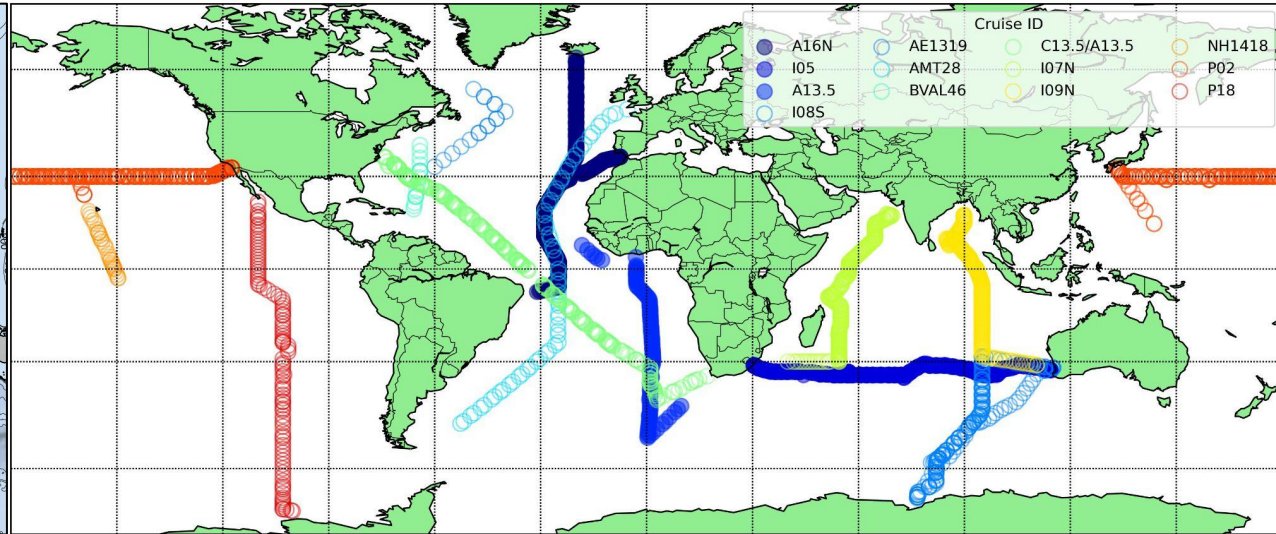 Cruise ID
A16N AE1319 C13.5/A13.5 NH1418
I05 AMT28 I07N P02
A13.5 BVAL46 I09N P18
I08S